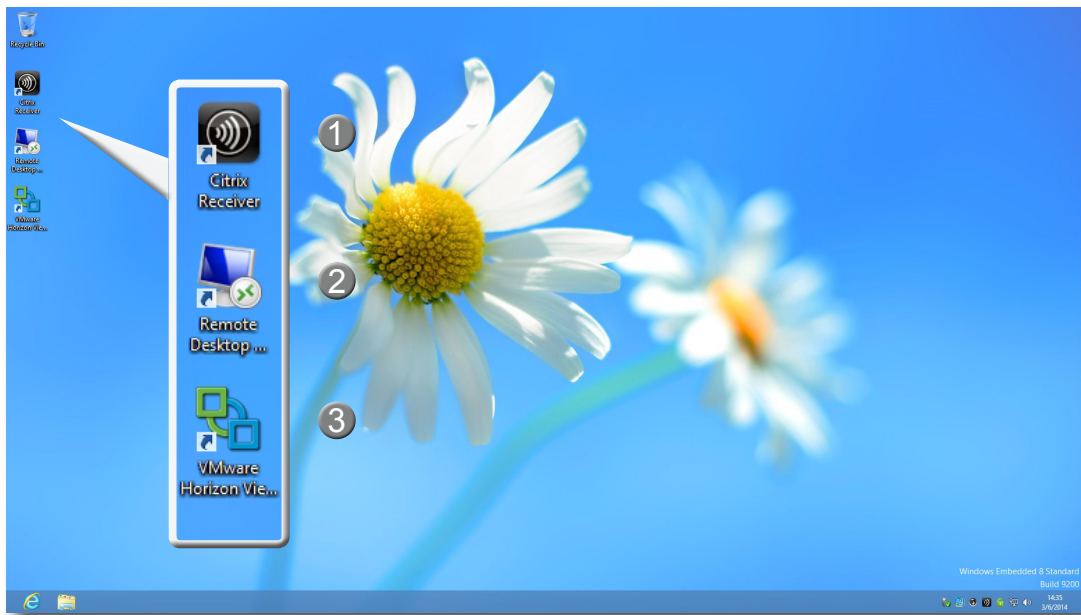 Recycle Bin
Citrix
Receiver
Remote
Desktop ...
VMware
Horizon Vie...
Citrix
Receiver
1
Remote
Desktop ...
2
VMware
Horizon Vie...
3
Windows Embedded 8 Standard
Build 9200
14:35
3/6/2014